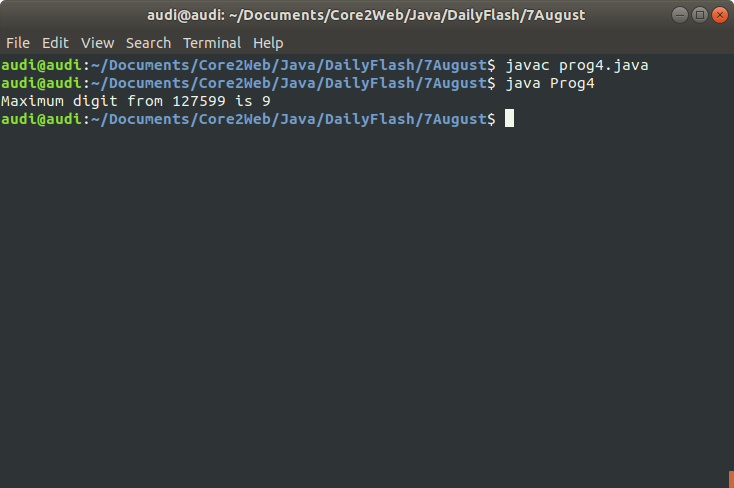 audi@audi: ~/Documents/Core2Web/Java/DailyFlash/7August
File Edit View Search Terminal Help
audi@audi:~/Documents/Core2Web/Java/DailyFlash/7August$ javac prog4.java
audi@audi:~/Documents/Core2Web/Java/DailyFlash/7August$ java Prog4
Maximum digit from 127599 is 9
audi@audi:~/Documents/Core2Web/Java/DailyFlash/7August$